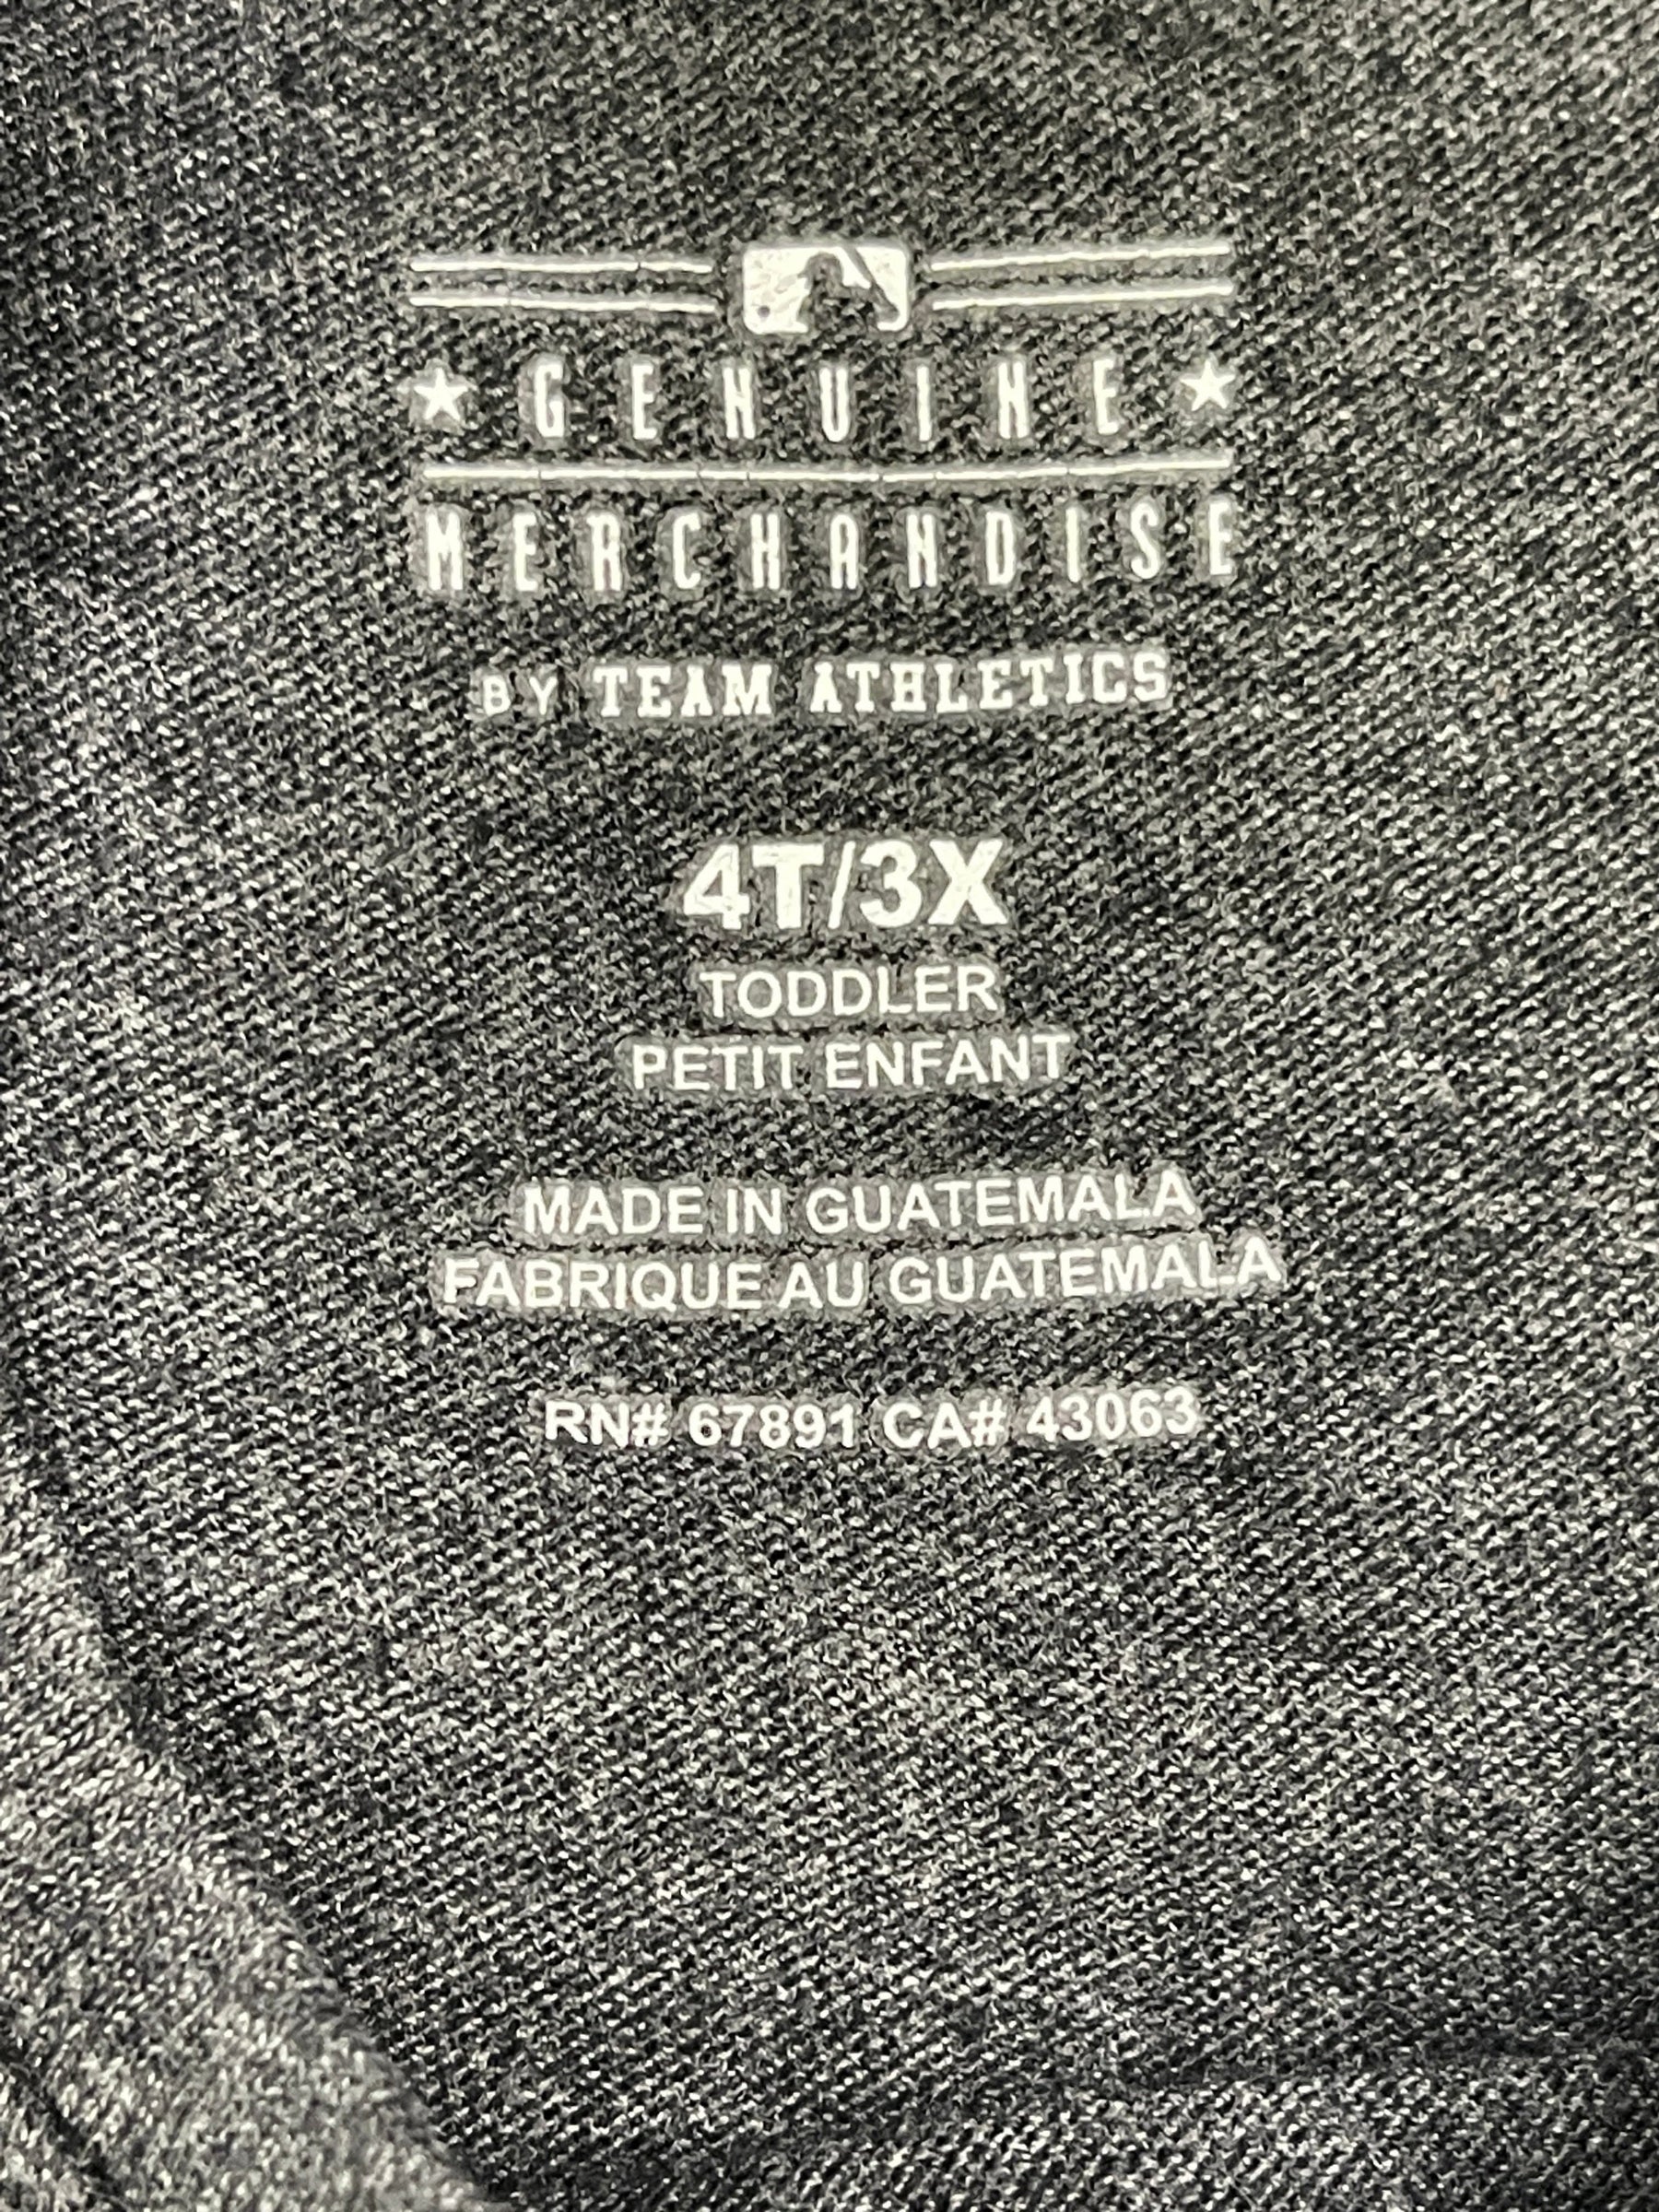 GENUINE
MERCHANDISE
BY TEAM ATHLETICS
4T/3X
TODDLER
PETIT ENFANT
MADE IN GUATEMALA
FABRIQUE AU GUATEMALA
RN# 67891 CA# 43063